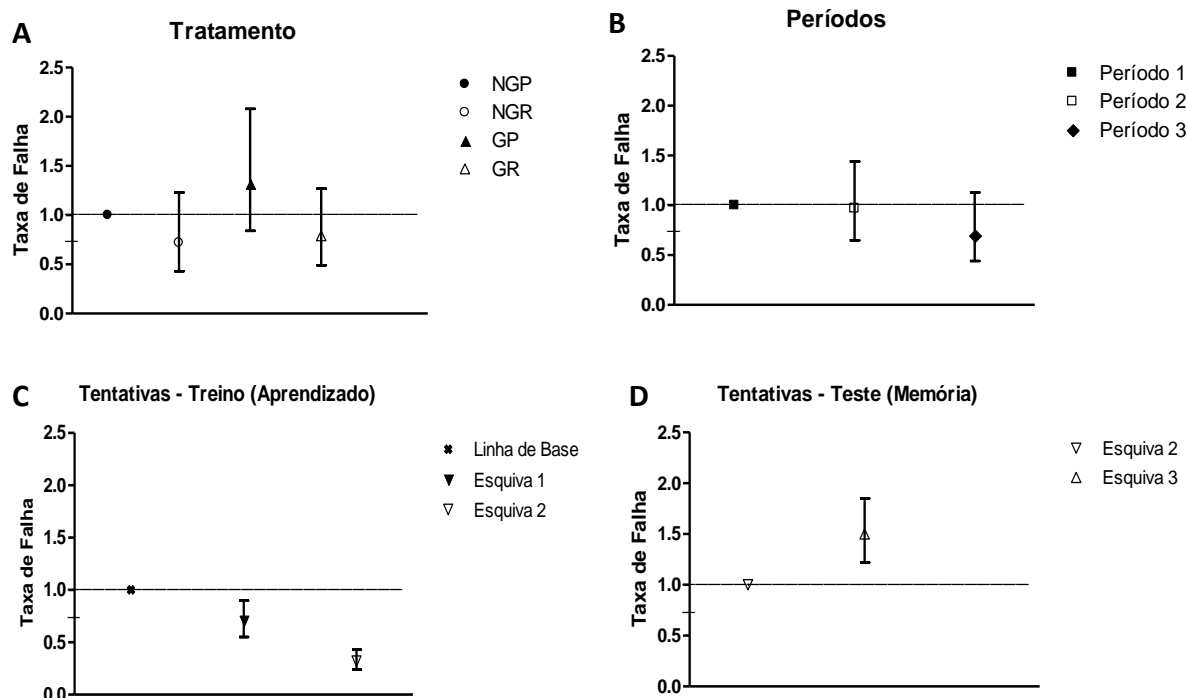 A
Tratamento
Taxa de Falha
2.5
2.0
1.5
1.0
0.5
0.0
NGP
NGR
GP
GR
B
Períodos
Taxa de Falha
2.5
2.0
1.5
1.0
0.5
0.0
Período 1
Período 2
Período 3
C
Tentativas - Treino (Aprendizado)
Taxa de Falha
2.5
2.0
1.5
1.0
0.5
0.0
Linha de Base
Esquiva 1
Esquiva 2
D
Tentativas - Teste (Memória)
Taxa de Falha
2.5
2.0
1.5
1.0
0.5
0.0
Esquiva 2
Esquiva 3